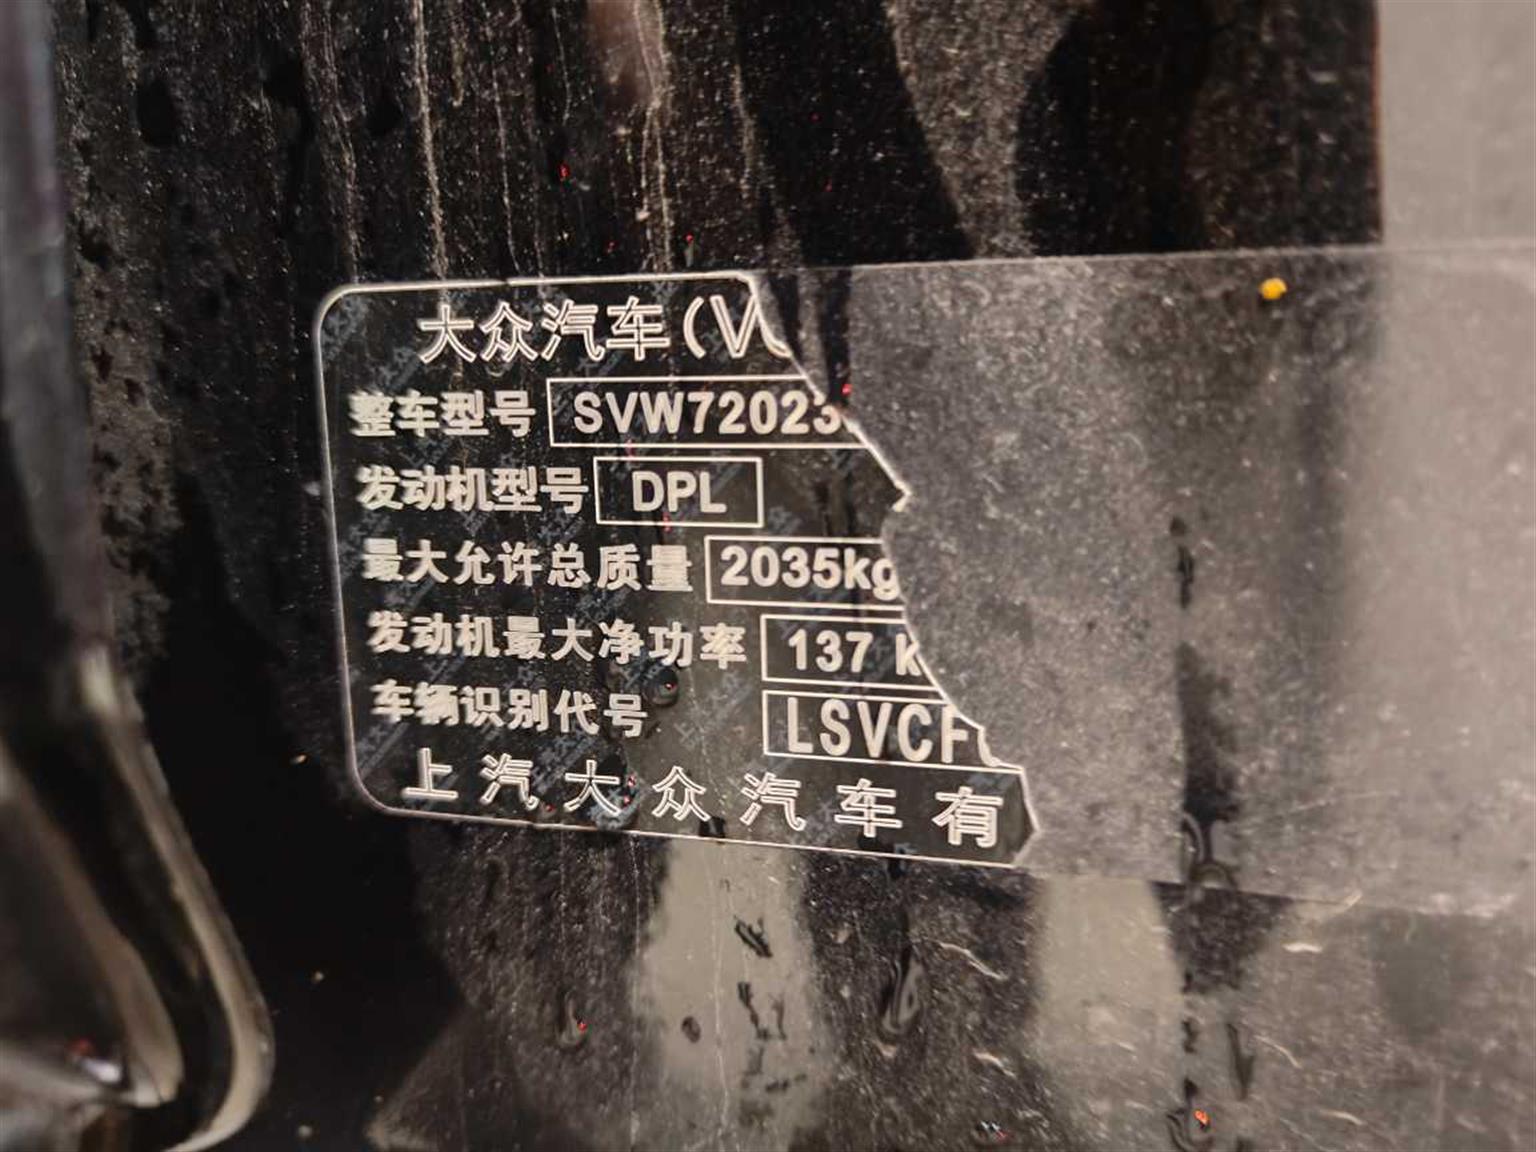 大众汽车(V
整车型号 SVW72023
发动机型号 DPL
最大允许总质量 2035kg
发动机最大净功率 137 k
车辆识别代号 LSVCF
上汽大众汽车有